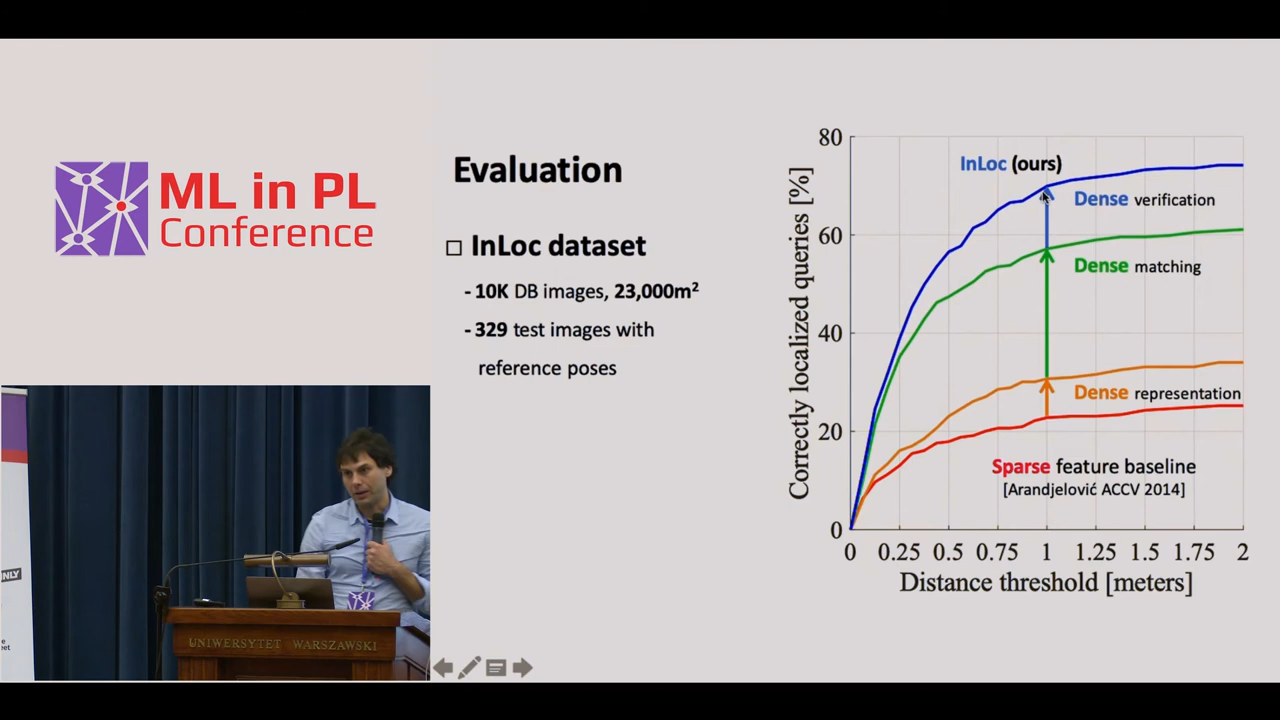 ML in PL
Conference
Evaluation
InLoc dataset
- 10K DB images, 23,000m²
- 329 test images with
reference poses
Correctly localized queries [%]
80
60
40
20
0
InLoc (ours)
Dense verification
Dense matching
Dense representation
Sparse feature baseline
[Arandjelović ACCV 2014]
0 0.25 0.5 0.75 1 1.25 1.5 1.75 2
Distance threshold [meters]
NLY
UNIWERSYTET WARSZAWSKI